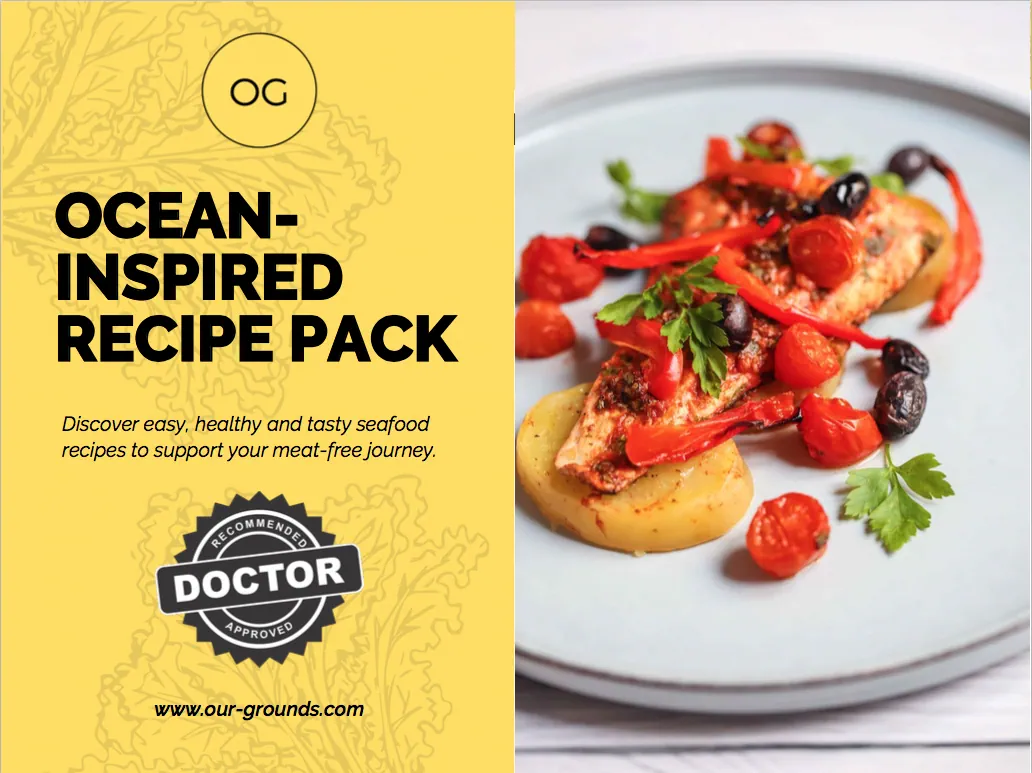 OG
OCEAN-
INSPIRED
RECIPE PACK
Discover easy, healthy and tasty seafood
recipes to support your meat-free journey.
RECOMMENDED
DOCTOR
APPROVED
www.our-grounds.com